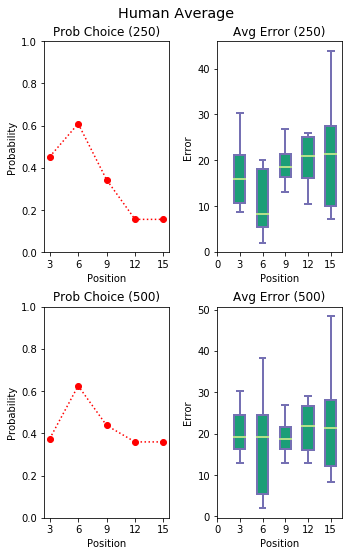 Human Average
Prob Choice (250)
1.0
0.8
0.6
0.4
0.2
0.0
Probability
3 6 9 12 15
Position
Avg Error (250)
40
30
20
10
0
Error
0 3 6 9 12 15
Position
Prob Choice (500)
1.0
0.8
0.6
0.4
0.2
0.0
Probability
3 6 9 12 15
Position
Avg Error (500)
50
40
30
20
10
0
Error
0 3 6 9 12 15
Position